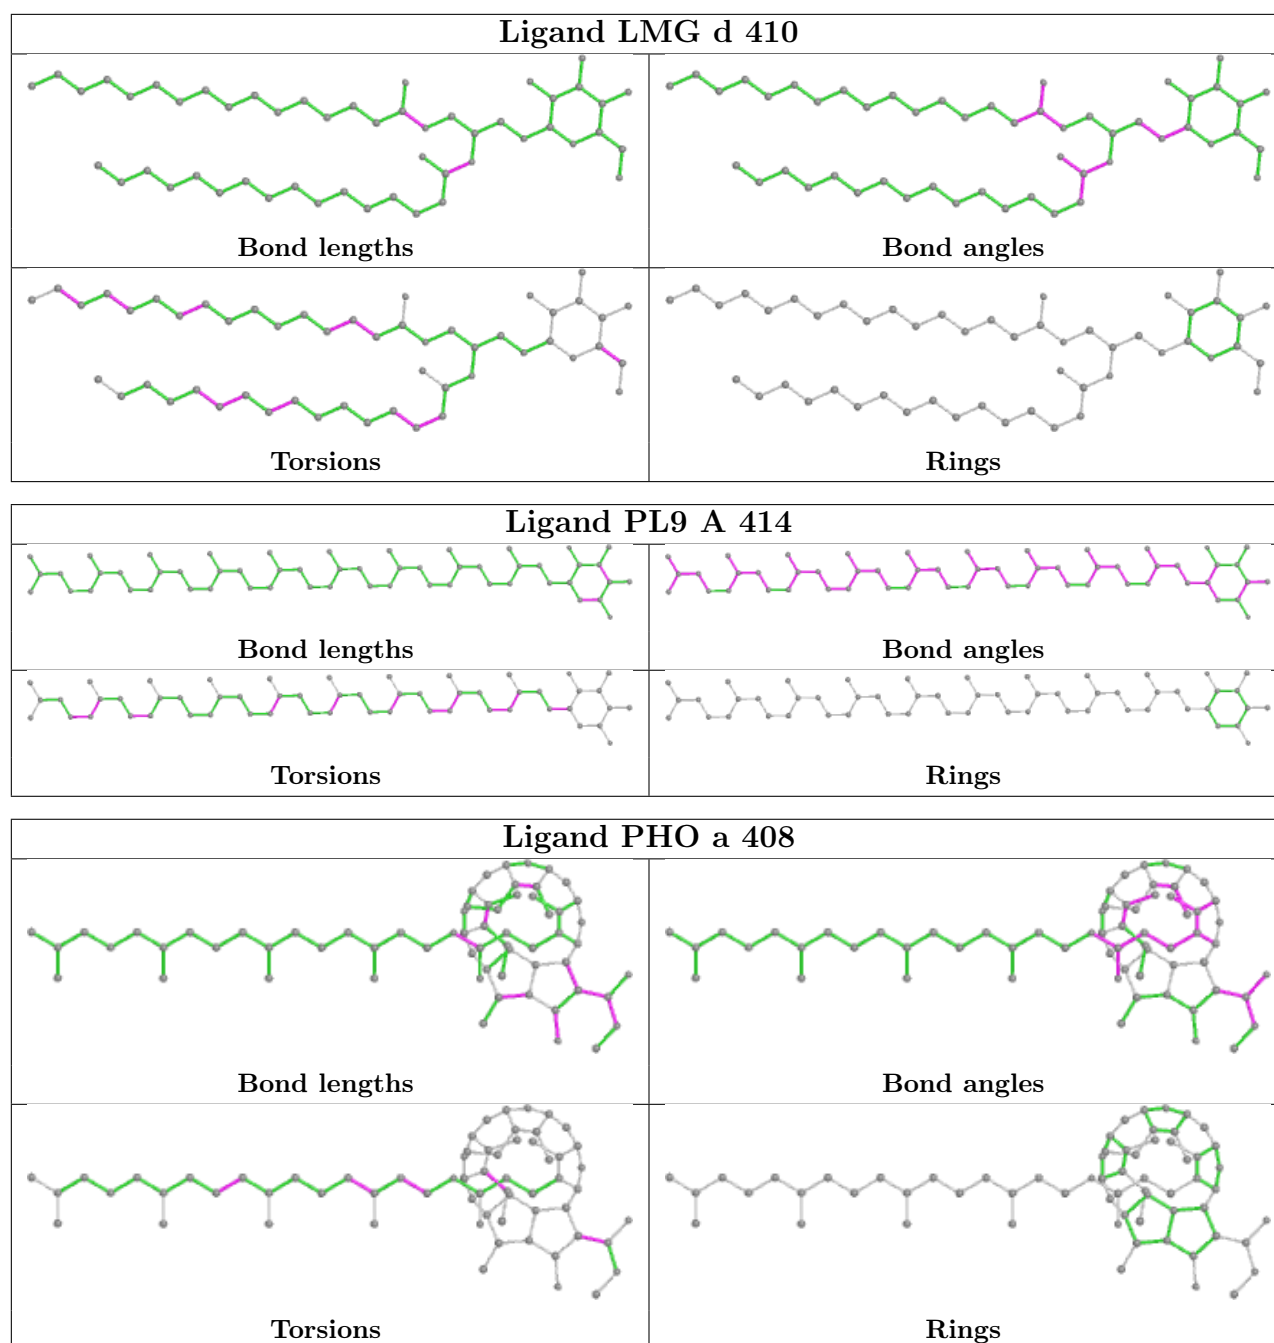 Ligand LMG d 410
Bond lengths
Bond angles
Torsions
Rings
Ligand PL9 A 414
Bond lengths
Bond angles
Torsions
Rings
Ligand PHO a 408
Bond lengths
Bond angles
Torsions
Rings